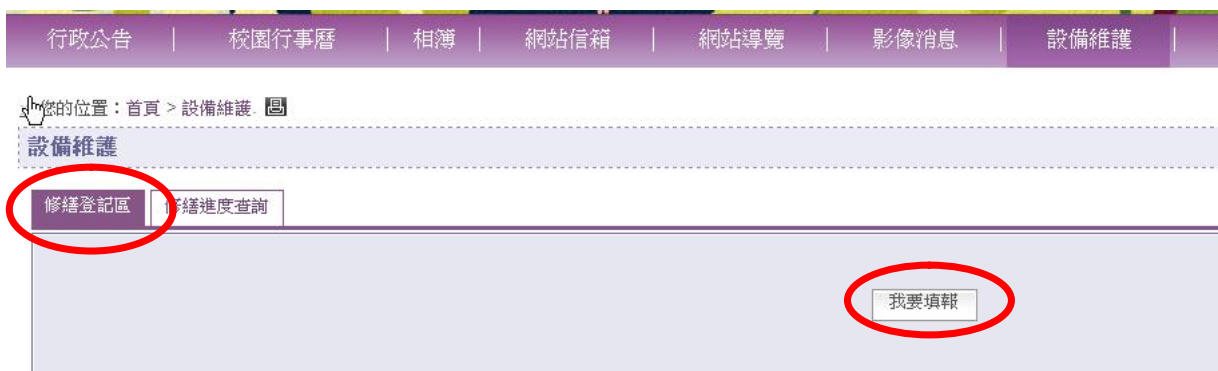 行政公告 | 校園行事曆 | 相簿 | 網站信箱 | 網站導覽 | 影像消息 | 設備維護 |
您的位置：首頁 > 設備維護.
設備維護
修繕登記區 修繕進度查詢
我要填報